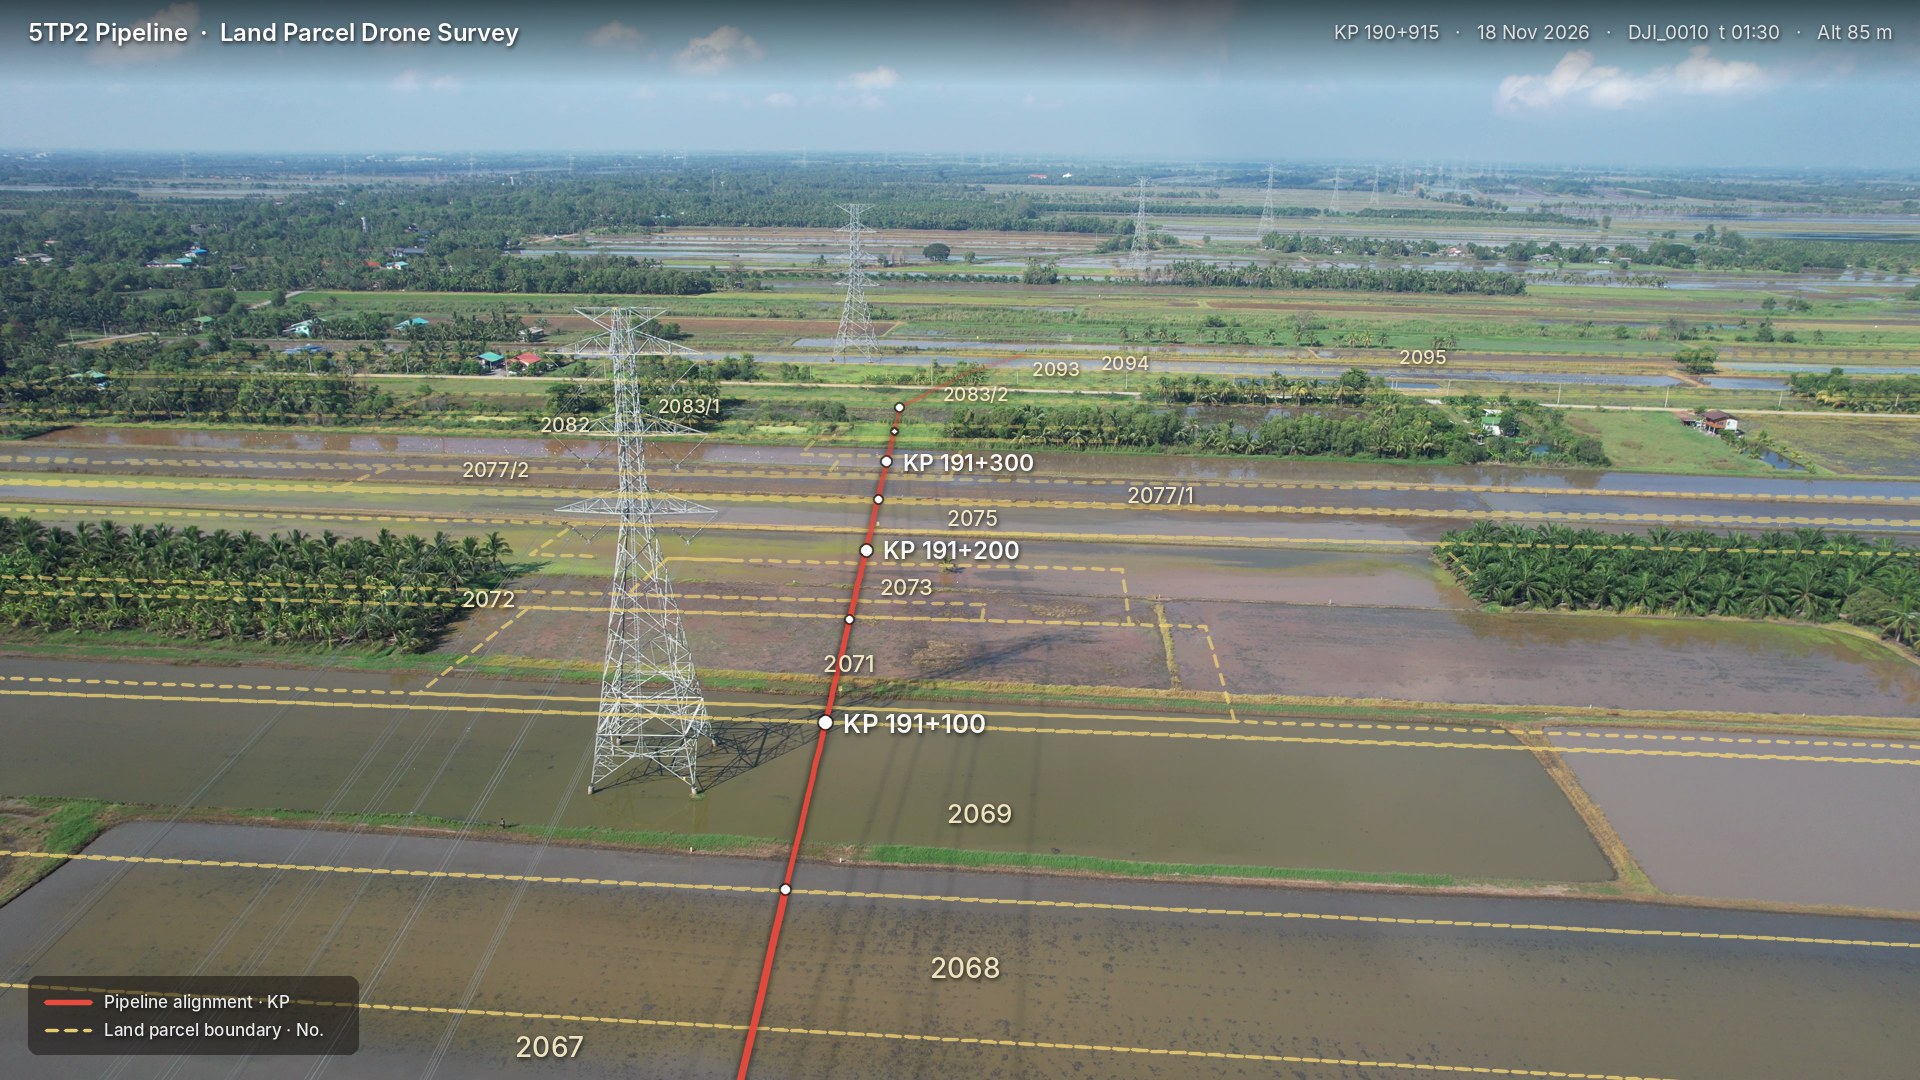 5TP2 Pipeline · Land Parcel Drone Survey
KP 190+915 · 18 Nov 2026 · DJI_0010 t 01:30 · Alt 85 m
2095
2094
2093
2083/2
2083/1
2082
KP 191+300
2077/2
2077/1
2075
KP 191+200
2073
2072
2071
KP 191+100
2069
2068
2067
Pipeline alignment · KP
Land parcel boundary · No.